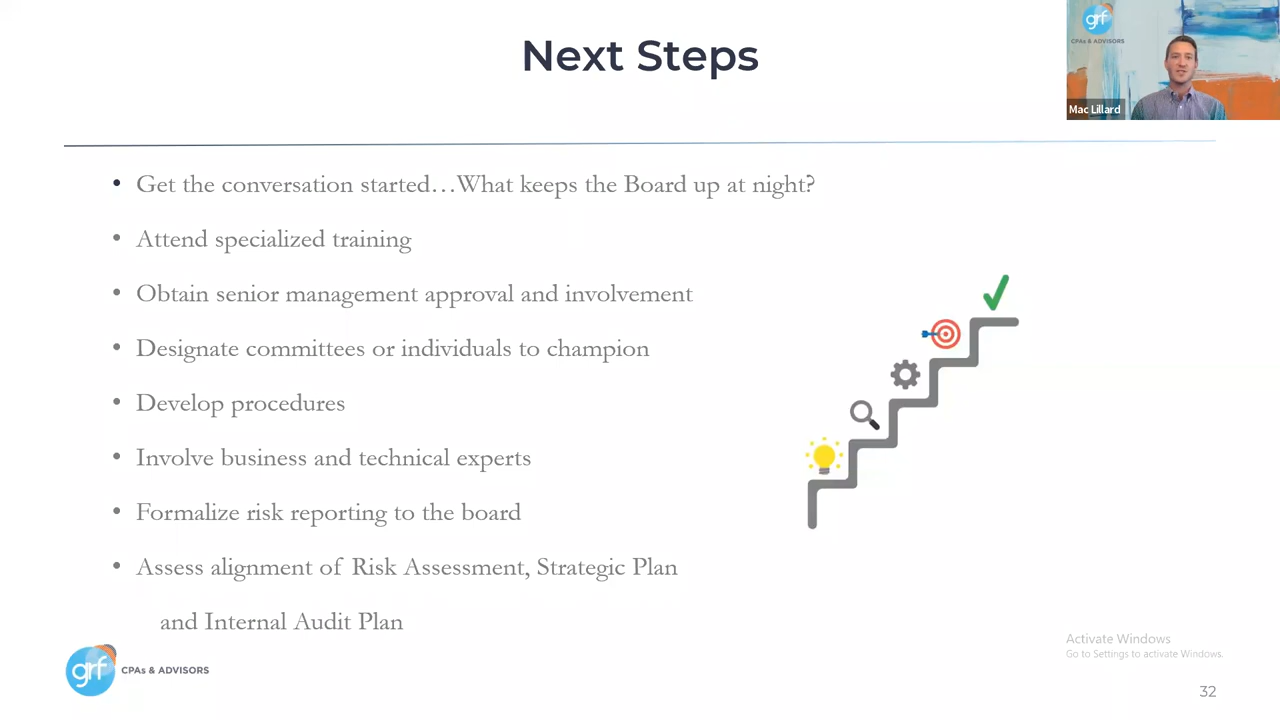 Next Steps
grf
CPAs & ADVISORS
Mac Lillard
• Get the conversation started…What keeps the Board up at night?
• Attend specialized training
• Obtain senior management approval and involvement
• Designate committees or individuals to champion
• Develop procedures
• Involve business and technical experts
• Formalize risk reporting to the board
• Assess alignment of Risk Assessment, Strategic Plan
and Internal Audit Plan
grf
CPAs & ADVISORS
Activate Windows
Go to Settings to activate Windows.
32